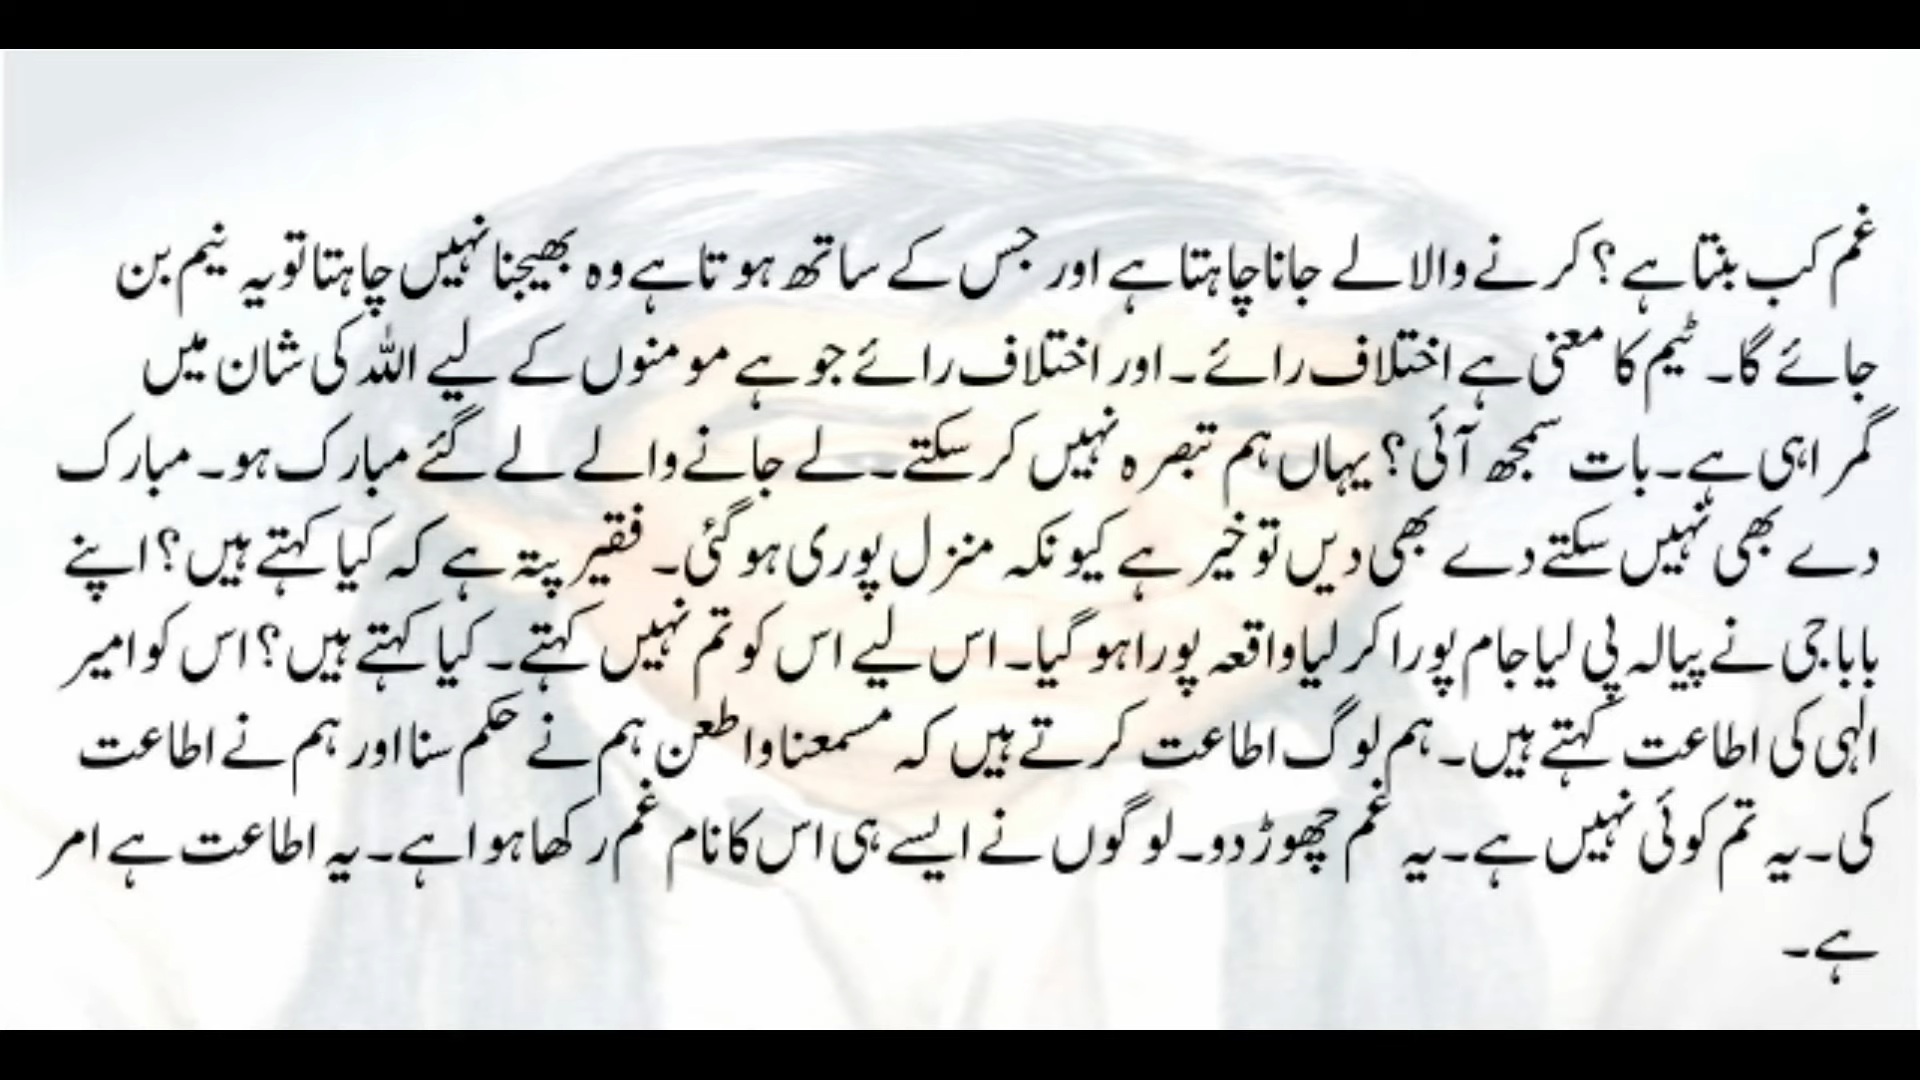 غم کب بنتا ہے؟ کرنے والا لے جانا چاہتا ہے اور جس کے ساتھ ہوتا ہے وہ بھیجنا نہیں چاہتا تو یہ نیم بن
جائے گا۔ ٹیم کا معنی ہے اختلاف رائے۔ اور اختلاف رائے جو ہے مومنوں کے لیے اللہ کی شان میں
گمراہی ہے۔ بات سمجھ آئی؟ یہاں ہم تبصرہ نہیں کر سکتے۔ لے جانے والے لے گئے مبارک ہو۔ مبارک
دے بھی نہیں سکتے دے بھی دیں تو خیر ہے کیونکہ منزل پوری ہو گئی۔ فقیر پتہ ہے کہ کیا کہتے ہیں؟ اپنے
بابا جی نے پیالہ پی لیا جام پورا کر لیا واقعہ پورا ہو گیا۔ اس لیے اس کو تم نہیں کہتے۔ کیا کہتے ہیں؟ اس کو امیر
الٰہی کی اطاعت کہتے ہیں۔ ہم لوگ اطاعت کرتے ہیں کہ مسمعنا واطعن ہم نے حکم سنا اور ہم نے اطاعت
کی۔ یہ تم کوئی نہیں ہے۔ یہ غم چھوڑ دو۔ لوگوں نے ایسے ہی اس کا نام غم رکھا ہوا ہے۔ یہ اطاعت ہے امر
ہے۔